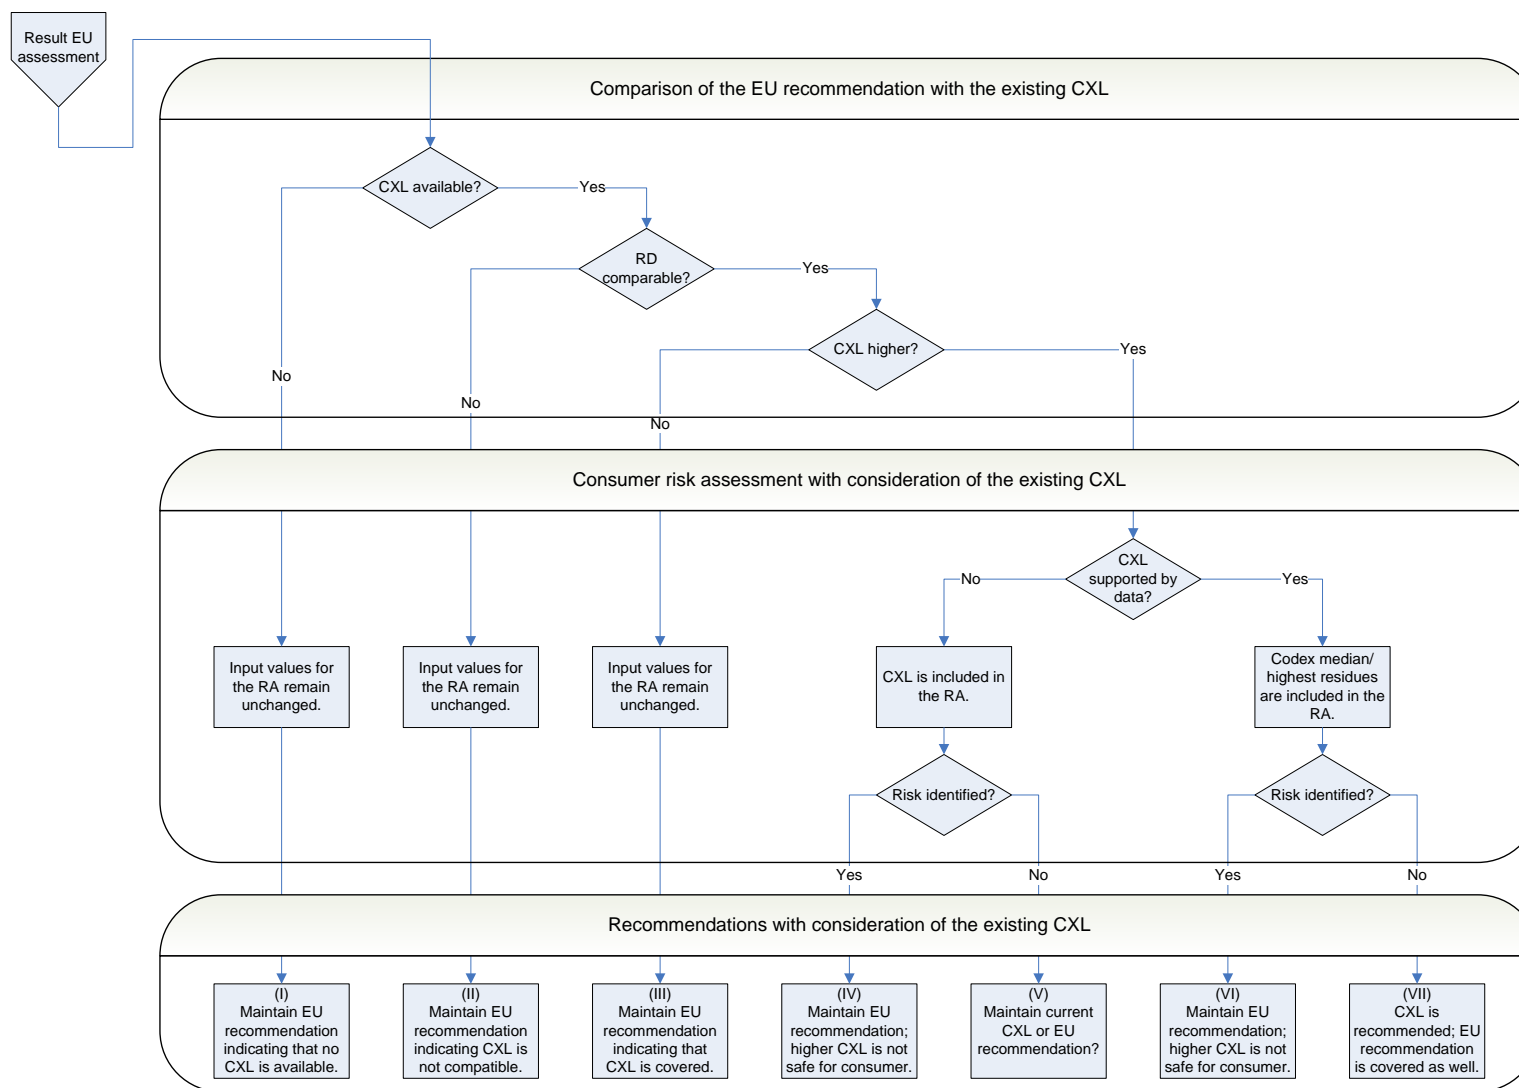 Result EU
assessment
Comparison of the EU recommendation with the existing CXL
CXL available?
Yes
RD
comparable?
Yes
CXL higher?
Yes
No
No
No
Consumer risk assessment with consideration of the existing CXL
CXL
supported by
data?
No
Yes
Input values for
the RA remain
unchanged.
Input values for
the RA remain
unchanged.
Input values for
the RA remain
unchanged.
CXL is included in
the RA.
Codex median/
highest residues
are included in the
RA.
Risk identified?
Risk identified?
Yes
No
Yes
No
Recommendations with consideration of the existing CXL
(I)
Maintain EU
recommendation
indicating that no
CXL is available.
(II)
Maintain EU
recommendation
indicating CXL is
not compatible.
(III)
Maintain EU
recommendation
indicating that
CXL is covered.
(IV)
Maintain EU
recommendation;
higher CXL is not
safe for consumer.
(V)
Maintain current
CXL or EU
recommendation?
(VI)
Maintain EU
recommendation;
higher CXL is not
safe for consumer.
(VII)
CXL is
recommended; EU
recommendation
is covered as well.